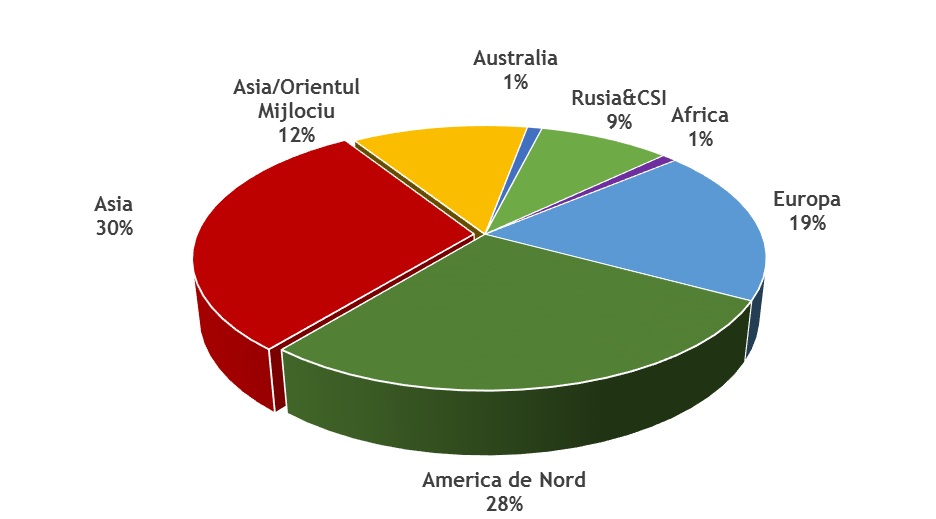 Australia
1%
Asia/Orientul
Mijlociu
12%
Rusia&CSI
9%
Africa
1%
Asia
30%
Europa
19%
America de Nord
28%